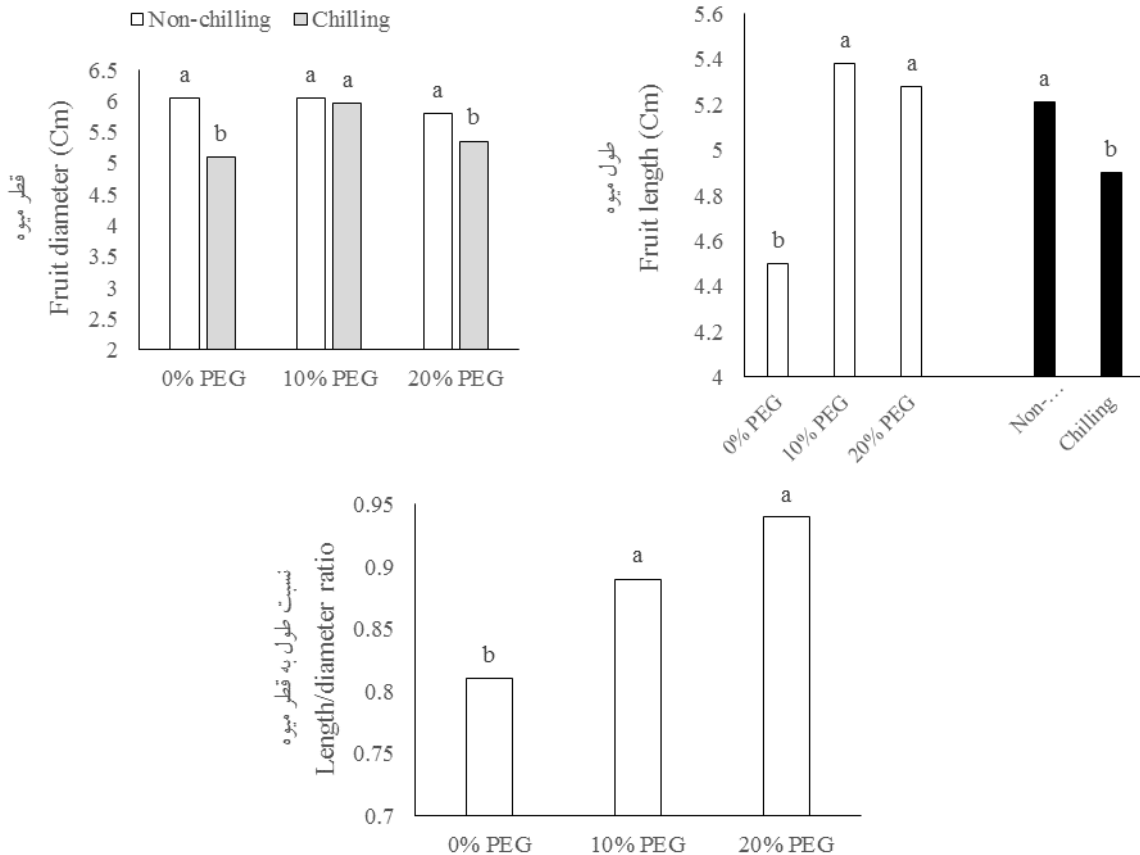 Non-chilling
Chilling
6.5
6
5.5
5
4.5
4
3.5
3
2.5
2
قطر میوه
Fruit diameter (Cm)
a
b
a
a
a
b
0% PEG
10% PEG
20% PEG
5.6
5.4
5.2
5
4.8
4.6
4.4
4.2
4
طول میوه
Fruit length (Cm)
b
a
a
a
b
0% PEG
10% PEG
20% PEG
Non-…
Chilling
0.95
0.9
0.85
0.8
0.75
0.7
نسبت طول به قطر میوه
Length/diameter ratio
b
a
a
0% PEG
10% PEG
20% PEG